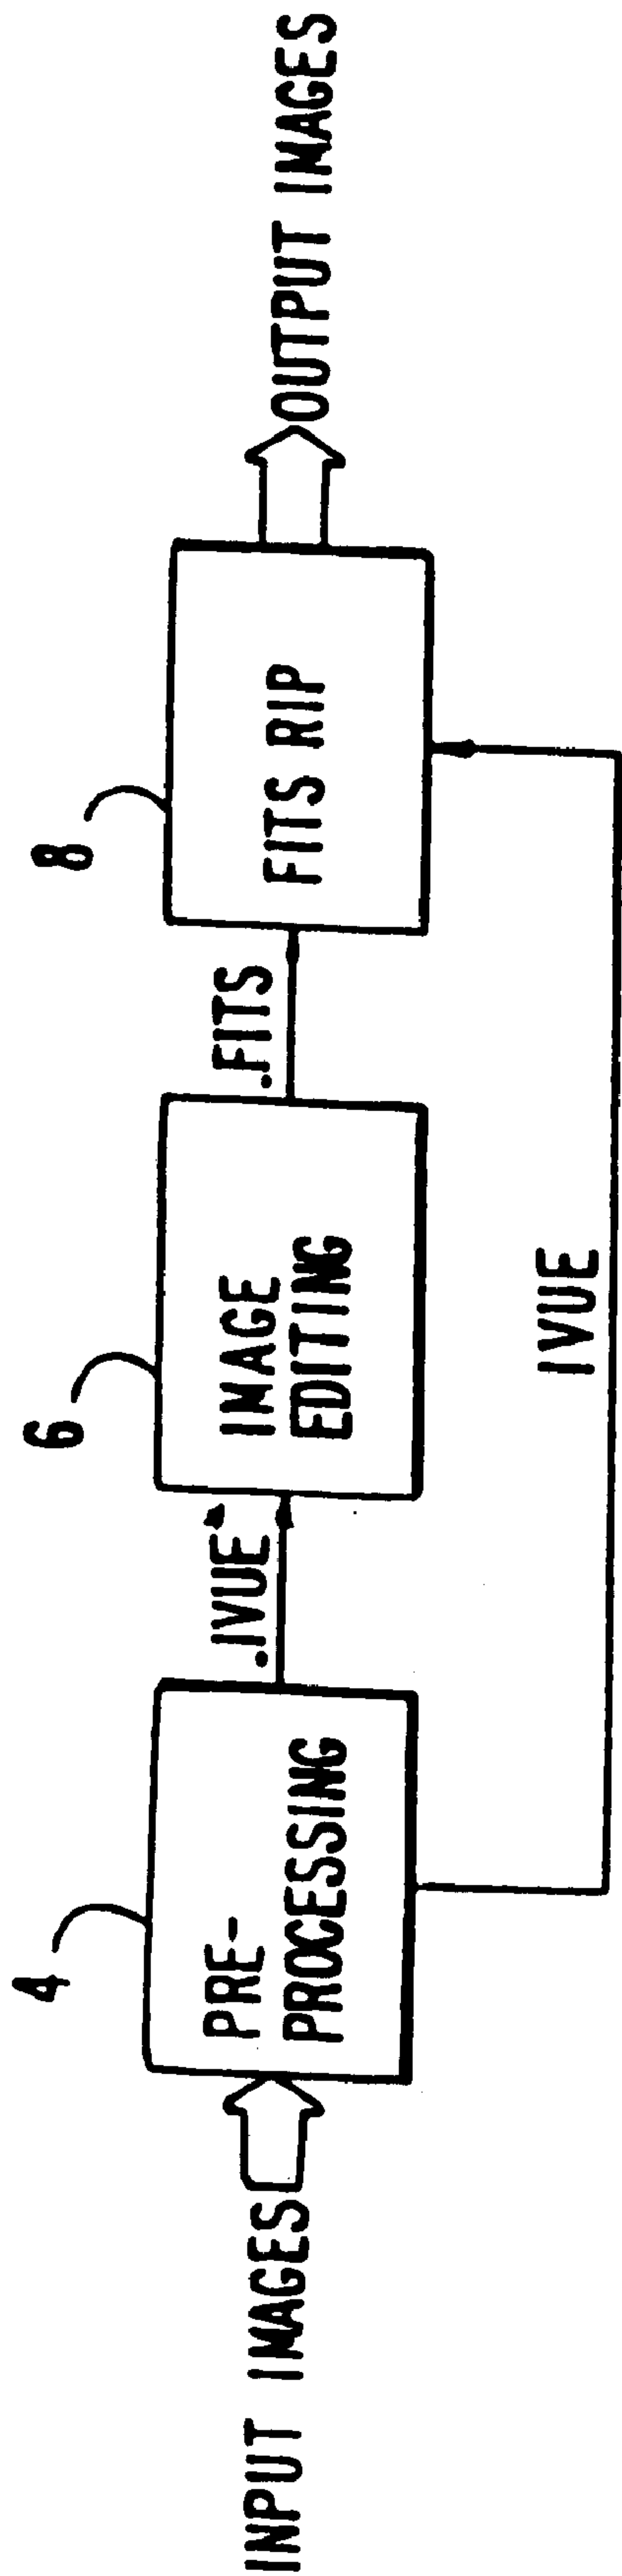 INPUT IMAGES
4
PRE-
PROCESSING
.IVUE
6
IMAGE
EDITING
.FITS
8
FITS RIP
IVUE
OUTPUT IMAGES